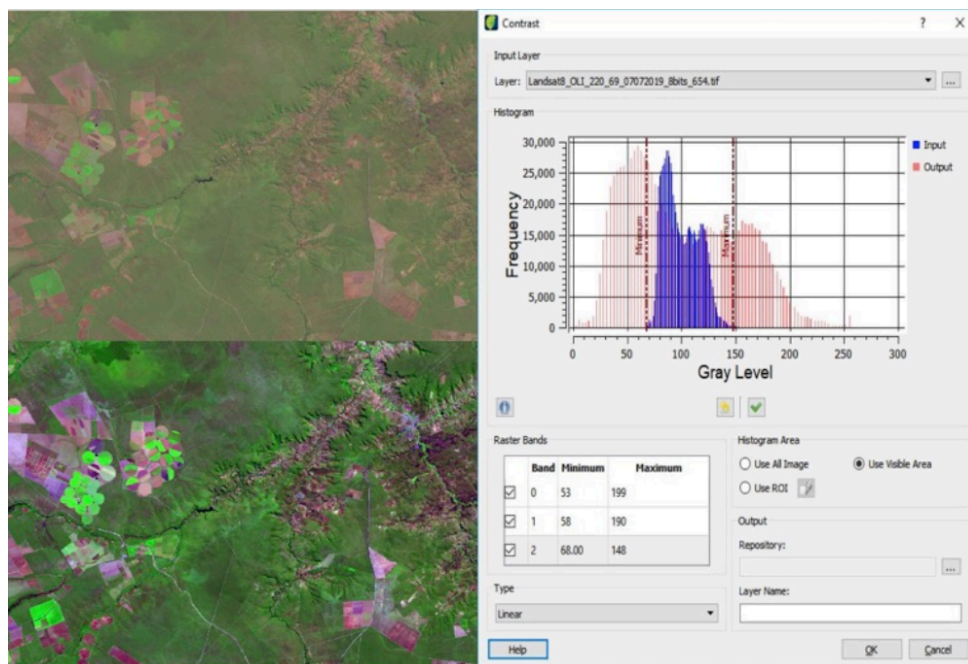 Contrast
? X
Input Layer
Layer: Landsat8_OLI_220_69_07072019_8bits_654.tif
...
Histogram
30,000
25,000
20,000
15,000
10,000
5,000
0
Frequency
Minimum
Maximum
0 50 100 150 200 250 300
Gray Level
Input
Output
Raster Bands
Band Minimum Maximum
0 53 199
1 58 190
2 68.00 148
Type
Linear
Histogram Area
Use All Image
Use Visible Area
Use ROI
Output
Repository:
...
Layer Name:
Help
OK
Cancel